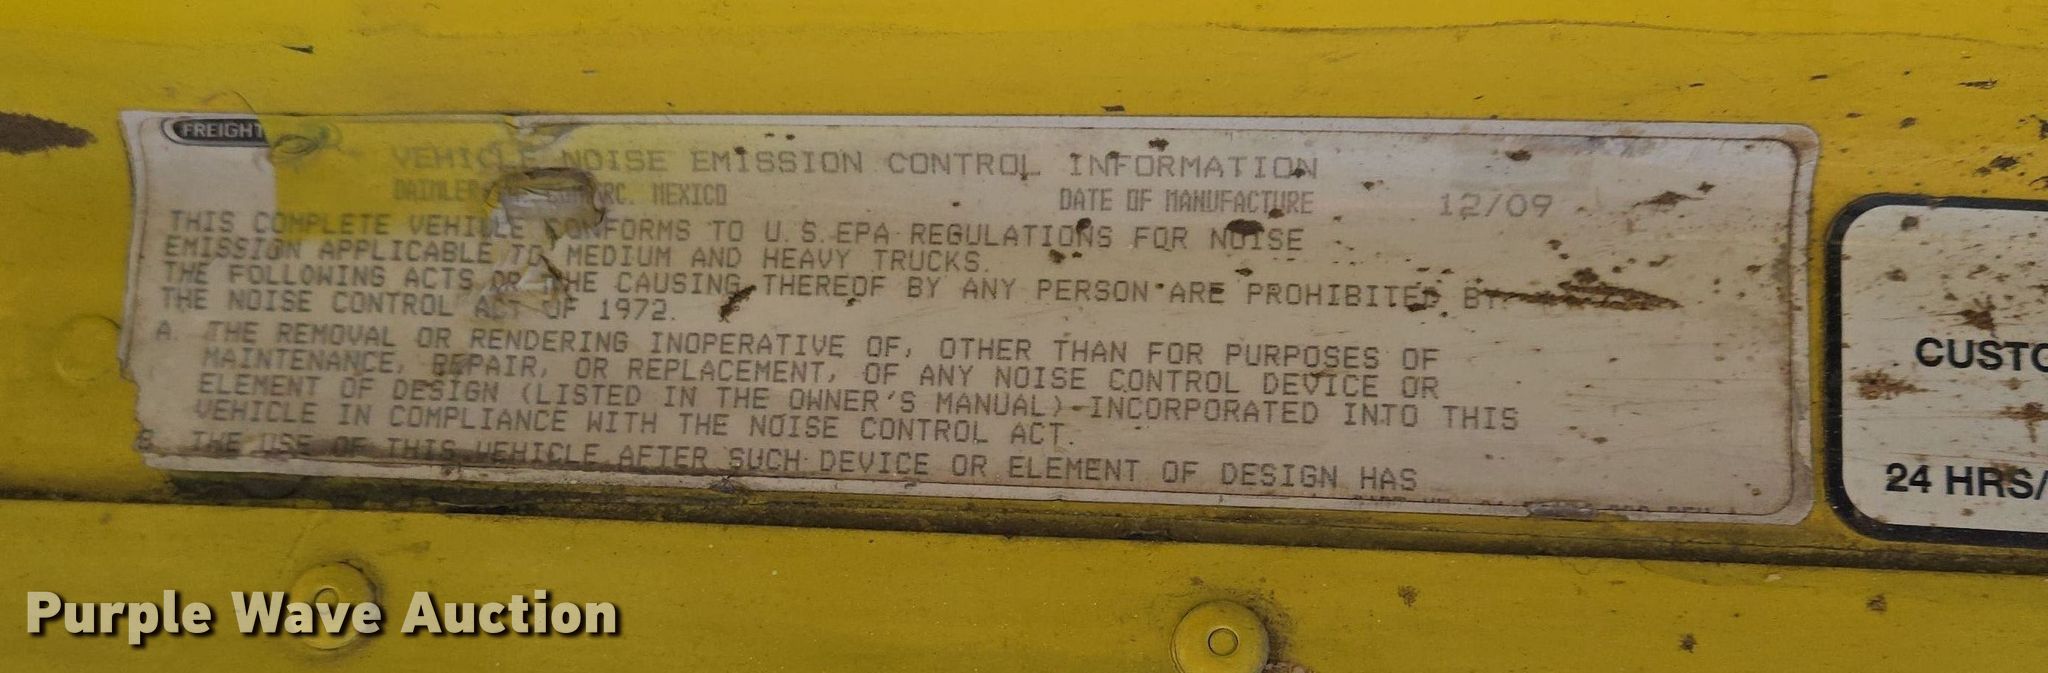 FREIGHT
VEHICLE NOISE EMISSION CONTROL INFORMATION
DAIMLER MEXICO DATE OF MANUFACTURE 12/09
THIS COMPLETE VEHICLE CONFORMS TO U.S.EPA REGULATIONS FOR NOISE
EMISSION APPLICABLE TO MEDIUM AND HEAVY TRUCKS.
THE FOLLOWING ACTS OR THE CAUSING THEREOF BY ANY PERSON ARE PROHIBITED BY
THE NOISE CONTROL ACT OF 1972.
A. THE REMOVAL OR RENDERING INOPERATIVE OF, OTHER THAN FOR PURPOSES OF
MAINTENANCE, REPAIR, OR REPLACEMENT, OF ANY NOISE CONTROL DEVICE OR
ELEMENT OF DESIGN (LISTED IN THE OWNER'S MANUAL) INCORPORATED INTO THIS
VEHICLE IN COMPLIANCE WITH THE NOISE CONTROL ACT.
B. THE USE OF THIS VEHICLE AFTER SUCH DEVICE OR ELEMENT OF DESIGN HAS
CUSTO
24 HRS/
Purple Wave Auction